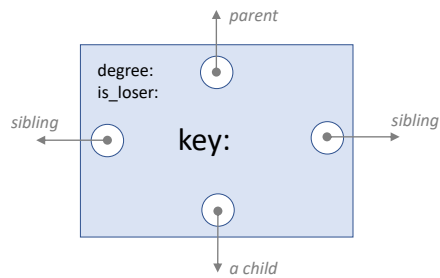 parent
degree:
is_loser:
sibling
key:
sibling
a child